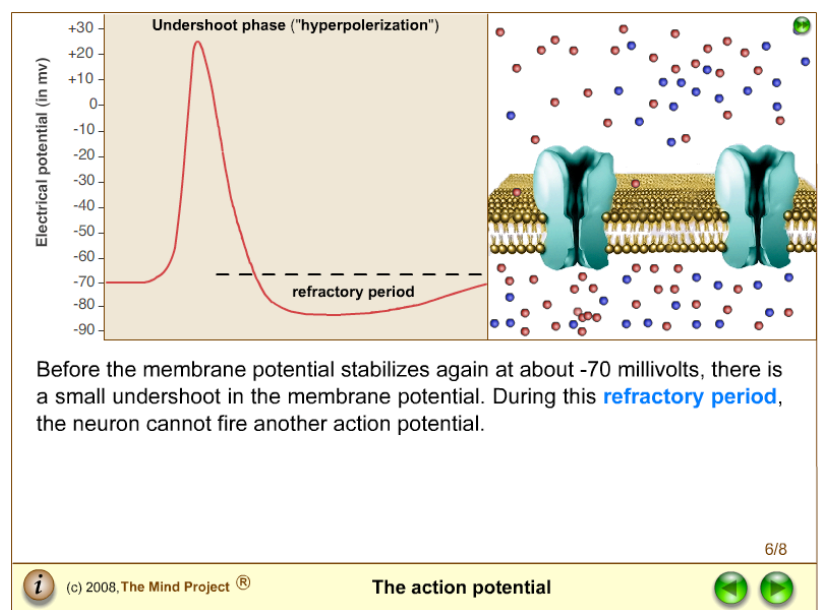 Undershoot phase ("hyperpolerization")
Electrical potential (in mv)
+30
+20
+10
0
-10
-20
-30
-40
-50
-60
-70
-80
-90
refractory period
Before the membrane potential stabilizes again at about -70 millivolts, there is
a small undershoot in the membrane potential. During this refractory period,
the neuron cannot fire another action potential.
6/8
i
(c) 2008, The Mind Project ®
The action potential